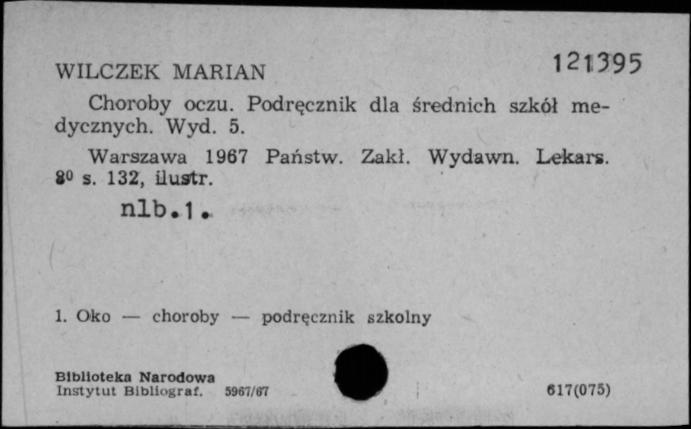 121395
WILCZEK MARIAN
Choroby oczu. Podręcznik dla średnich szkół me-
dycznych. Wyd. 5.
Warszawa 1967 Państw. Zakł. Wydawn. Lekars.
8⁰ s. 132, ilustr.
nlb.1.
1. Oko — choroby — podręcznik szkolny
Biblioteka Narodowa
Instytut Bibliograf. 5967/67
617(075)